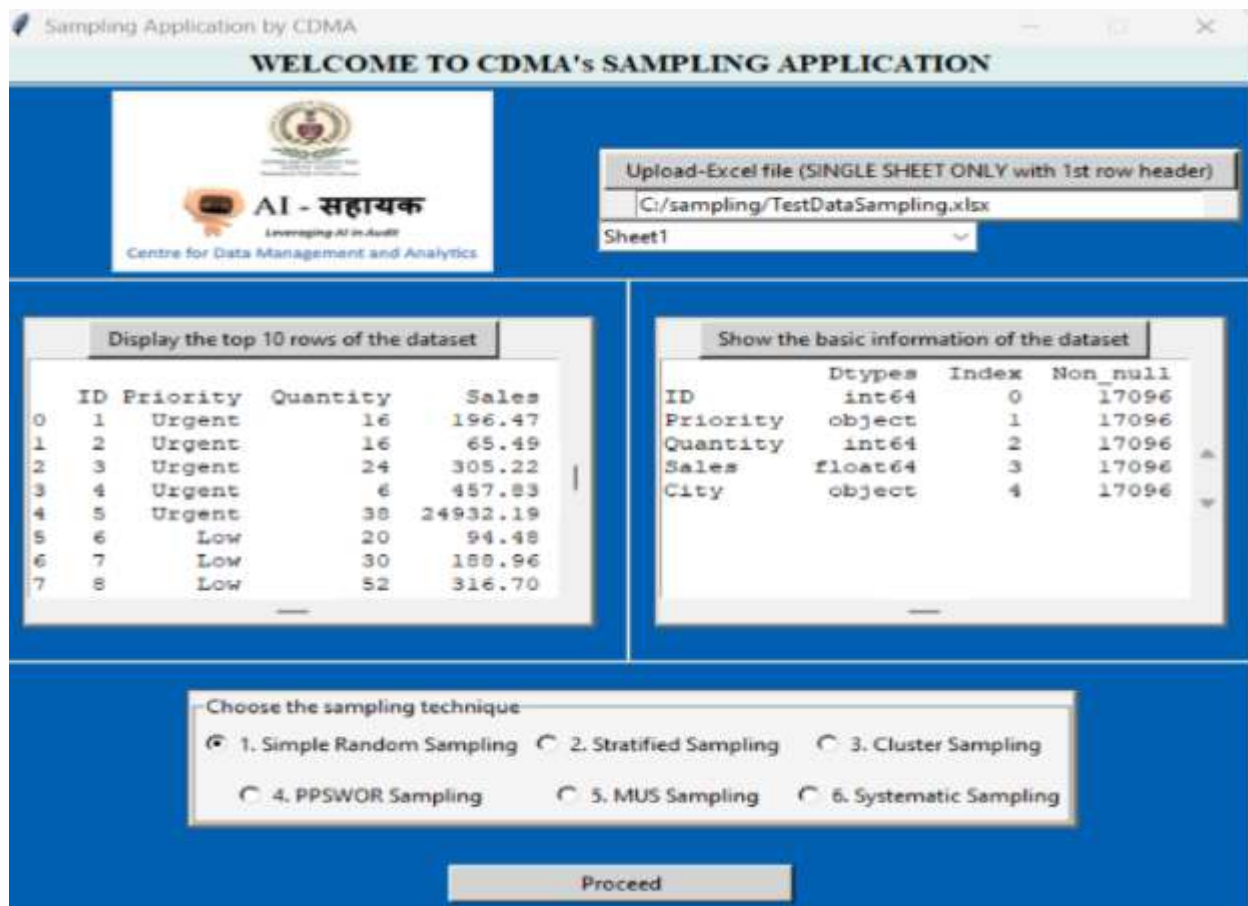 Sampling Application by CDMA
WELCOME TO CDMA's SAMPLING APPLICATION
AI - सहायक
Leveraging AI in Audit
Centre for Data Management and Analytics
Upload-Excel file (SINGLE SHEET ONLY with 1st row header)
C:/sampling/TestDataSampling.xlsx
Sheet1
Display the top 10 rows of the dataset
ID Priority Quantity Sales
0 1 Urgent 16 196.47
1 2 Urgent 16 65.49
2 3 Urgent 24 305.22
3 4 Urgent 6 457.83
4 5 Urgent 38 24932.19
5 6 Low 20 94.48
6 7 Low 30 188.96
7 8 Low 52 316.70
Show the basic information of the dataset
Dtypes Index Non_null
ID int64 0 17096
Priority object 1 17096
Quantity int64 2 17096
Sales float64 3 17096
City object 4 17096
Choose the sampling technique
1. Simple Random Sampling 2. Stratified Sampling 3. Cluster Sampling
4. PPSWOR Sampling 5. MUS Sampling 6. Systematic Sampling
Proceed